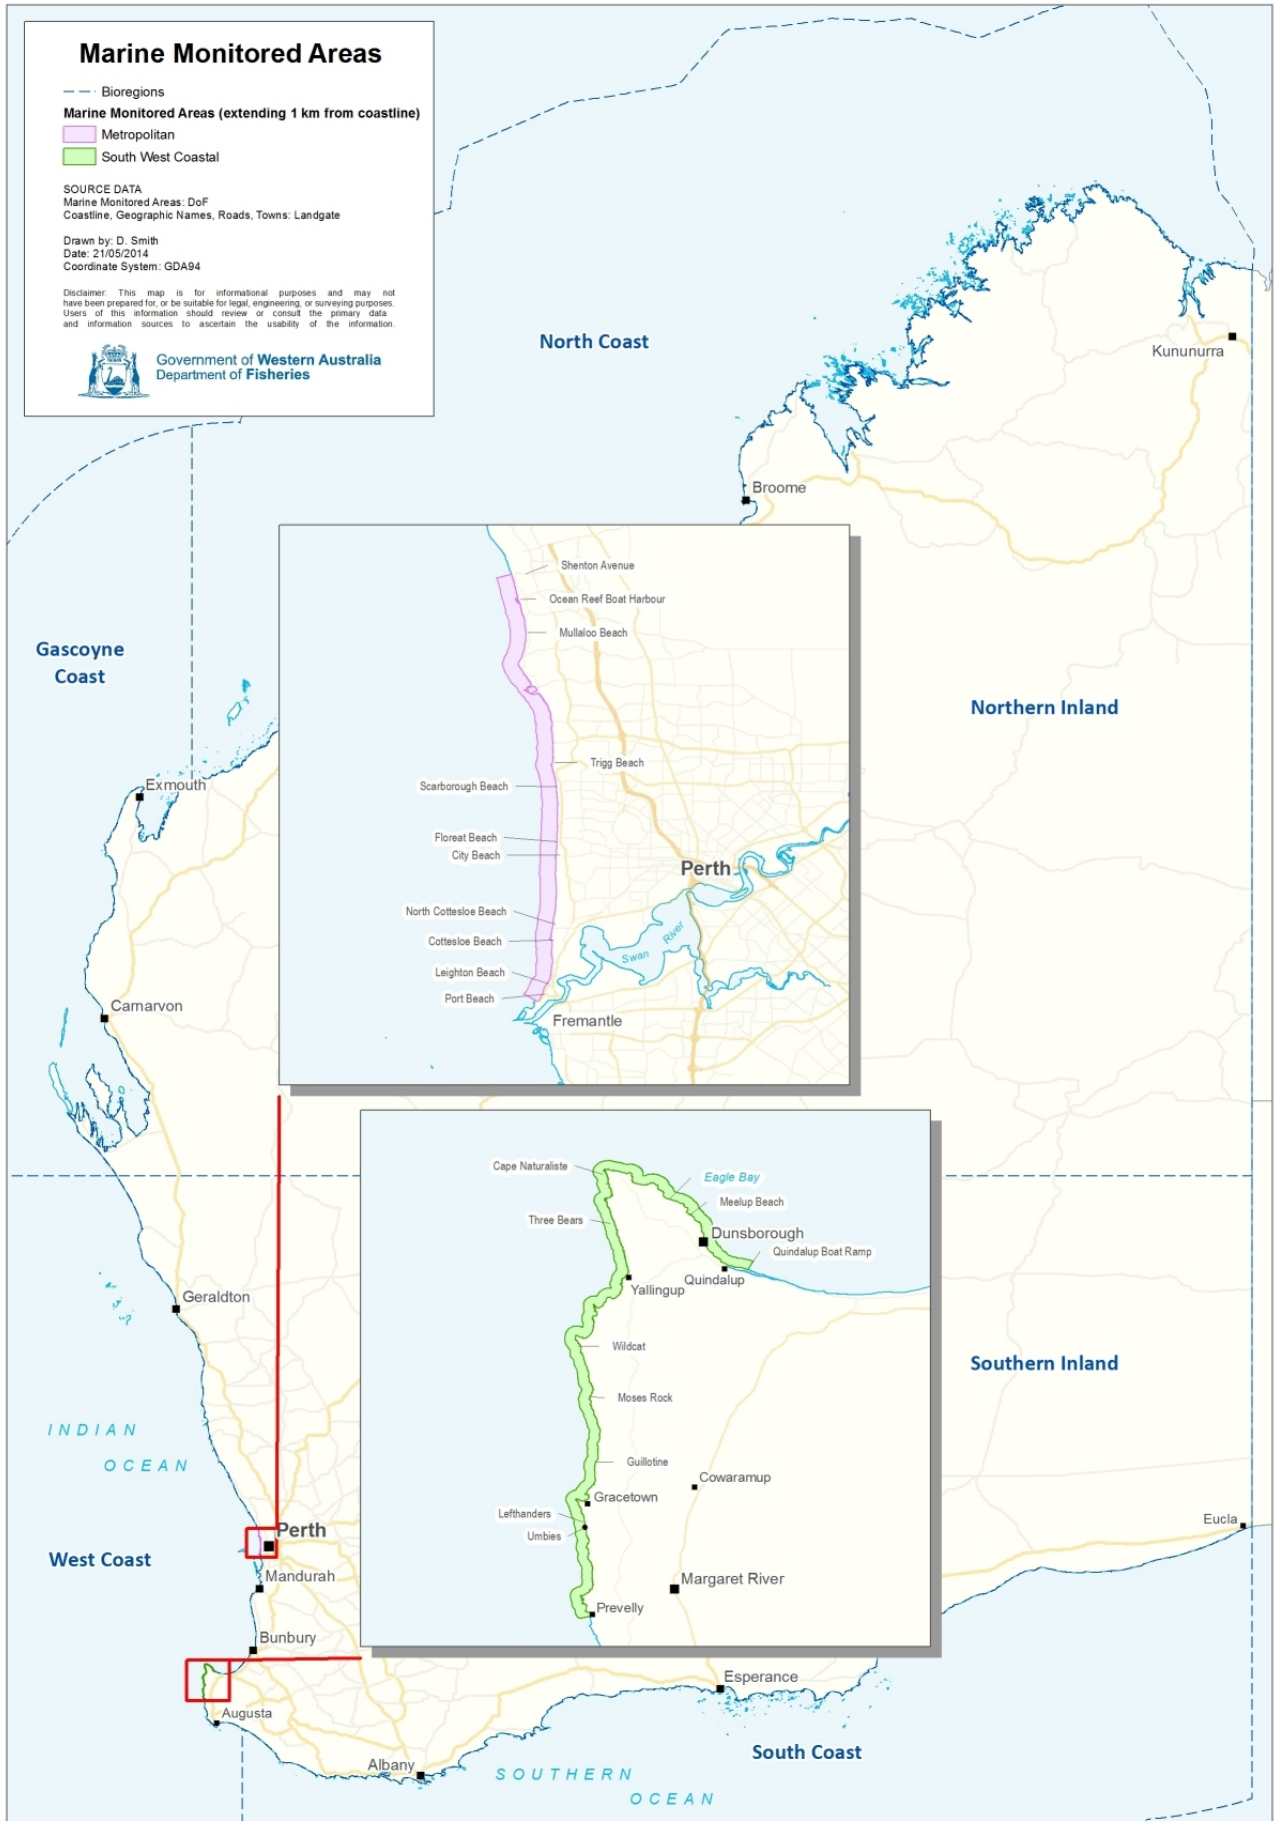 Marine Monitored Areas
Bioregions
Marine Monitored Areas (extending 1 km from coastline)
Metropolitan
South West Coastal
SOURCE DATA
Marine Monitored Areas: DoF
Coastline, Geographic Names, Roads, Towns: Landgate
Drawn by: D. Smith
Date: 21/05/2014
Coordinate System: GDA94
Disclaimer: This map is for informational purposes and may not
have been prepared for, or be suitable for legal, engineering, or surveying purposes.
Users of this information should review or consult the primary data
and information sources to ascertain the usability of the information.
Government of Western Australia
Department of Fisheries
North Coast
Kununurra
Broome
Gascoyne
Coast
Northern Inland
Exmouth
Carnarvon
Shenton Avenue
Ocean Reef Boat Harbour
Mullaloo Beach
Trigg Beach
Scarborough Beach
Floreat Beach
City Beach
Perth
North Cottesloe Beach
Swan River
Cottesloe Beach
Leighton Beach
Port Beach
Fremantle
Cape Naturaliste
Eagle Bay
Meelup Beach
Three Bears
Dunsborough
Quindalup Boat Ramp
Quindalup
Yallingup
Wildcat
Moses Rock
Guillotine
Cowaramup
Gracetown
Lefthanders
Umbies
Margaret River
Prevelly
Geraldton
Southern Inland
INDIAN
OCEAN
Eucla
Perth
West Coast
Mandurah
Bunbury
Esperance
Augusta
South Coast
Albany
SOUTHERN
OCEAN